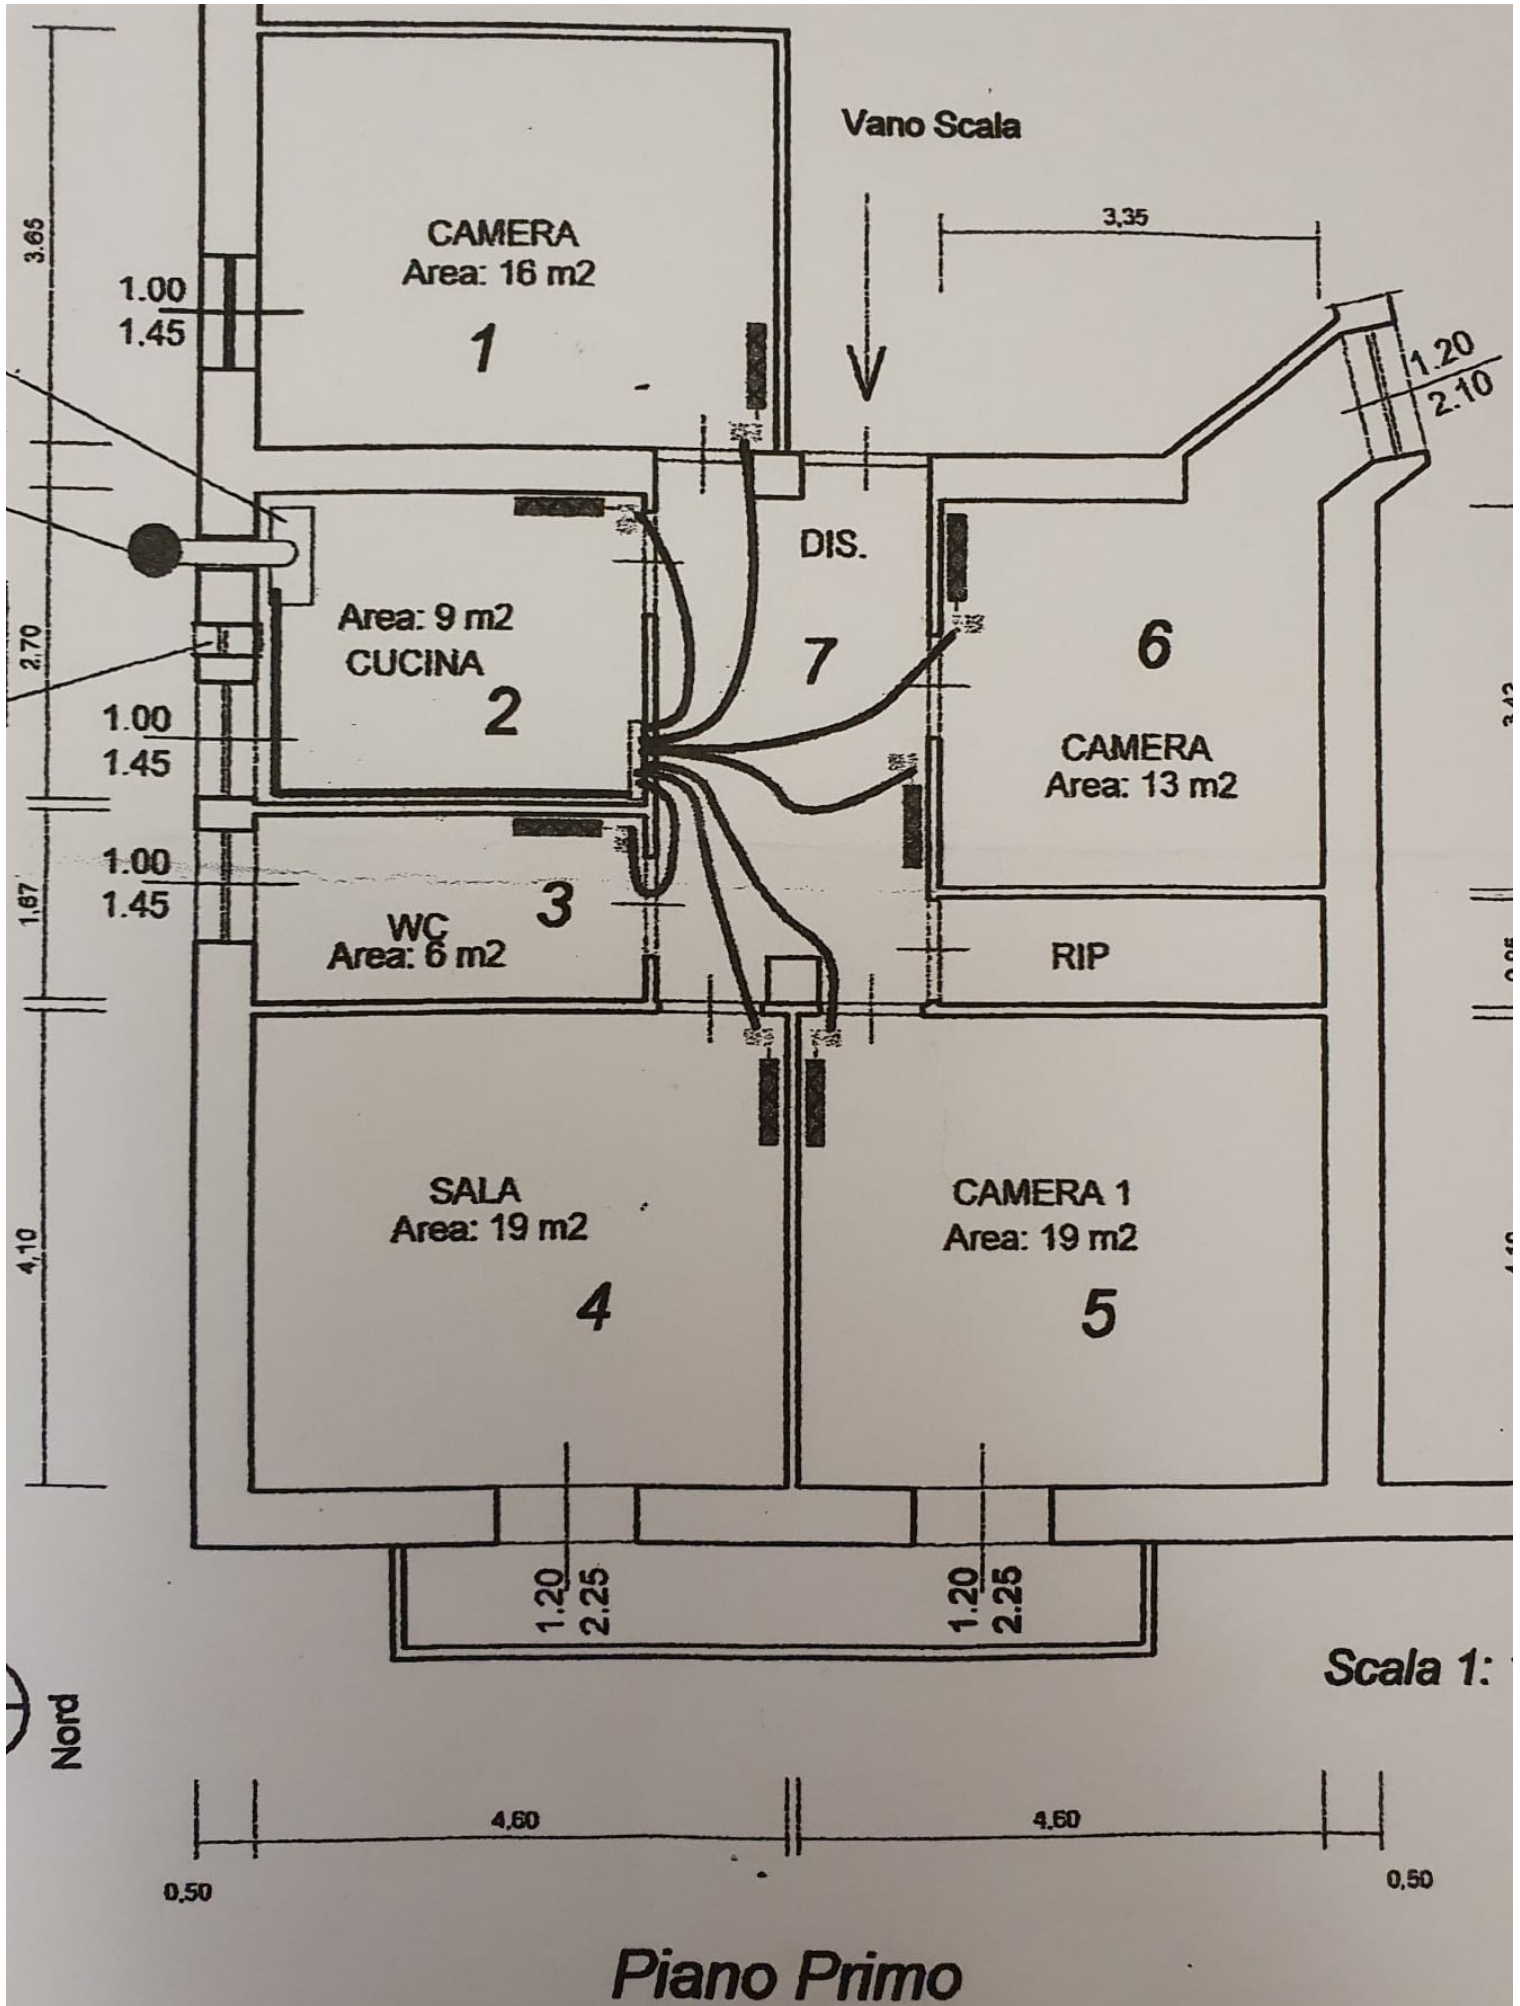 Vano Scala
3,35
3.65
CAMERA
Area: 16 m2
1
1.00
1.45
1.20
2.10
DIS.
7
6
CAMERA
Area: 13 m2
2,70
Area: 9 m2
CUCINA
2
1.00
1.45
1,67
1.00
1.45
3
WC
Area: 6 m2
RIP
4,10
SALA
Area: 19 m2
4
CAMERA 1
Area: 19 m2
5
1.20
2.25
1.20
2.25
Scala 1:
Nord
4,60
4,60
0,50
0,50
Piano Primo